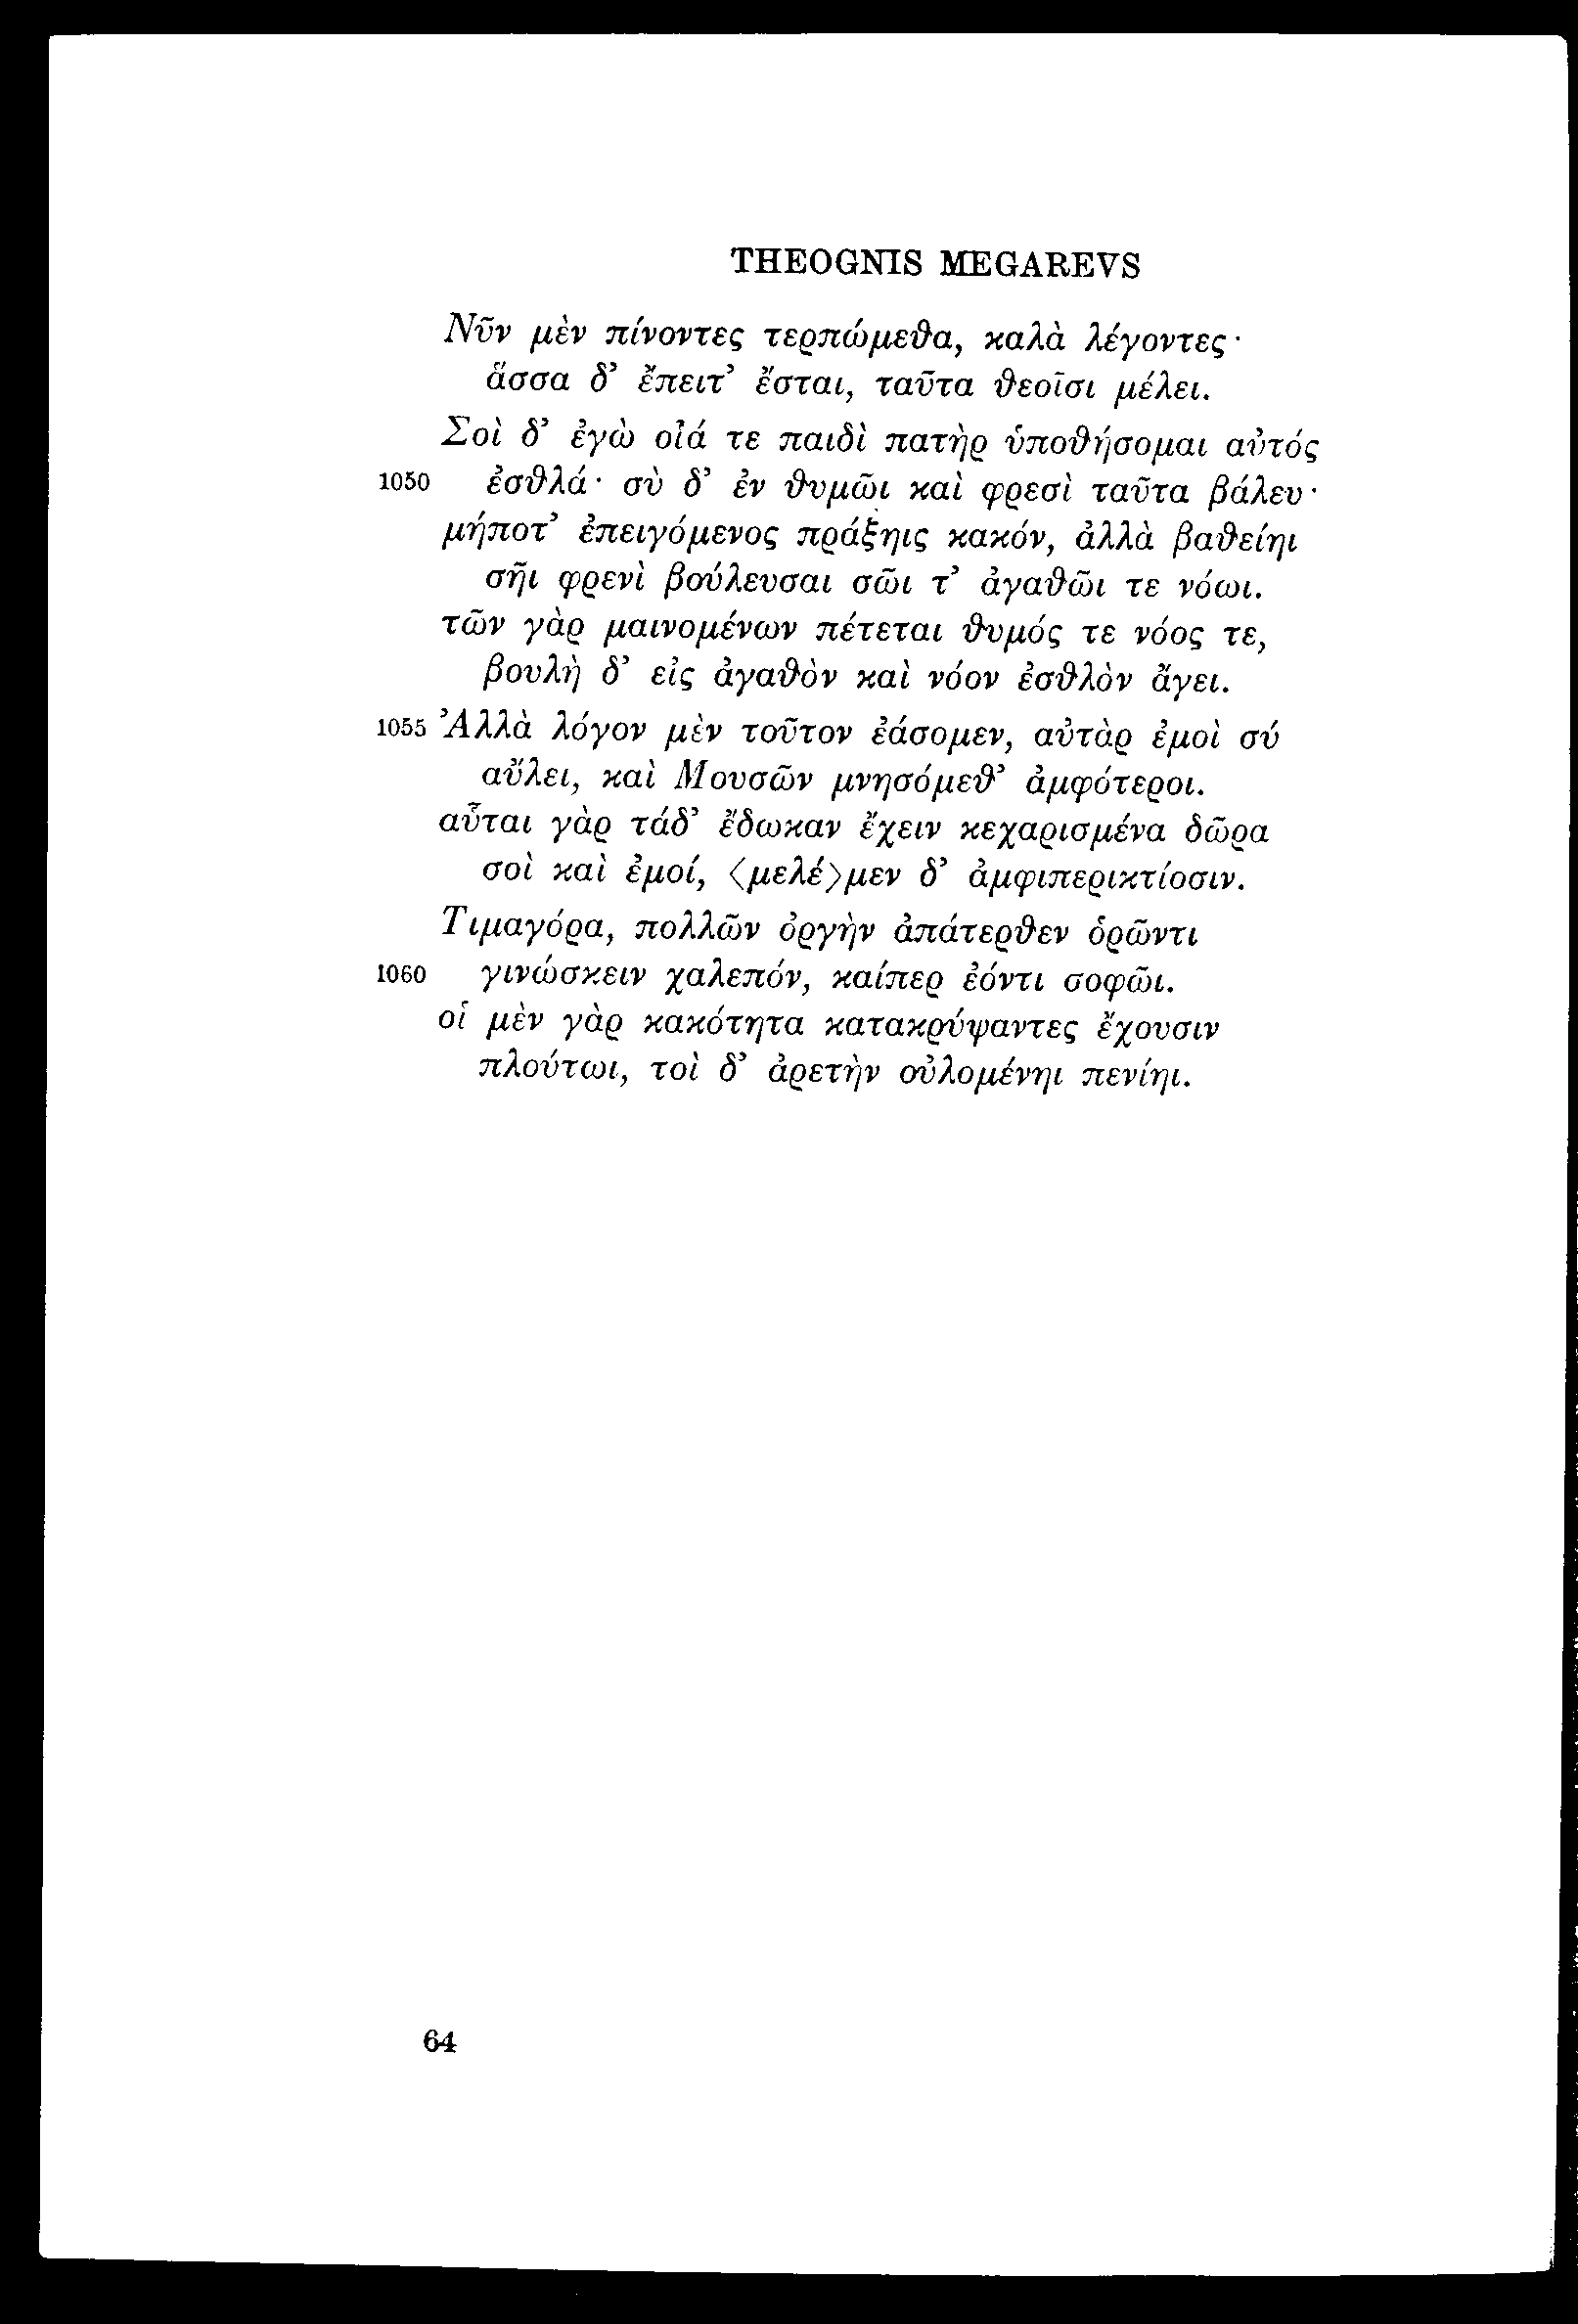 THEOGNIS MEGAREVS
Νῦν μὲν πίνοντες τερπώμεθα, καλὰ λέγοντες·
ἅσσα δ’ ἔπειτ’ ἔσται, ταῦτα θεοῖσι μέλει.
Σοὶ δ’ ἐγὼ οἷά τε παιδὶ πατὴρ ὑποθήσομαι αὐτός
1050 ἐσθλά· σὺ δ’ ἐν θυμῶι καὶ φρεσὶ ταῦτα βάλευ·
μήποτ’ ἐπειγόμενος πράξηις κακόν, ἀλλὰ βαθείηι
σῆι φρενὶ βούλευσαι σῶι τ’ ἀγαθῶι τε νόωι.
τῶν γὰρ μαινομένων πέτεται θυμός τε νόος τε,
βουλὴ δ’ εἰς ἀγαθὸν καὶ νόον ἐσθλὸν ἄγει.
1055 Ἀλλὰ λόγον μὲν τοῦτον ἐάσομεν, αὐτὰρ ἐμοὶ σύ
αὔλει, καὶ Μουσῶν μνησόμεθ’ ἀμφότεροι.
αὗται γὰρ τάδ’ ἔδωκαν ἔχειν κεχαρισμένα δῶρα
σοὶ καὶ ἐμοί, ⟨μελέ⟩μεν δ’ ἀμφιπερικτίοσιν.
Τιμαγόρα, πολλῶν ὀργὴν ἀπάτερθεν ὁρῶντι
1060 γινώσκειν χαλεπόν, καίπερ ἐόντι σοφῶι.
οἱ μὲν γὰρ κακότητα κατακρύψαντες ἔχουσιν
πλούτωι, τοὶ δ’ ἀρετὴν οὐλομένηι πενίηι.
64